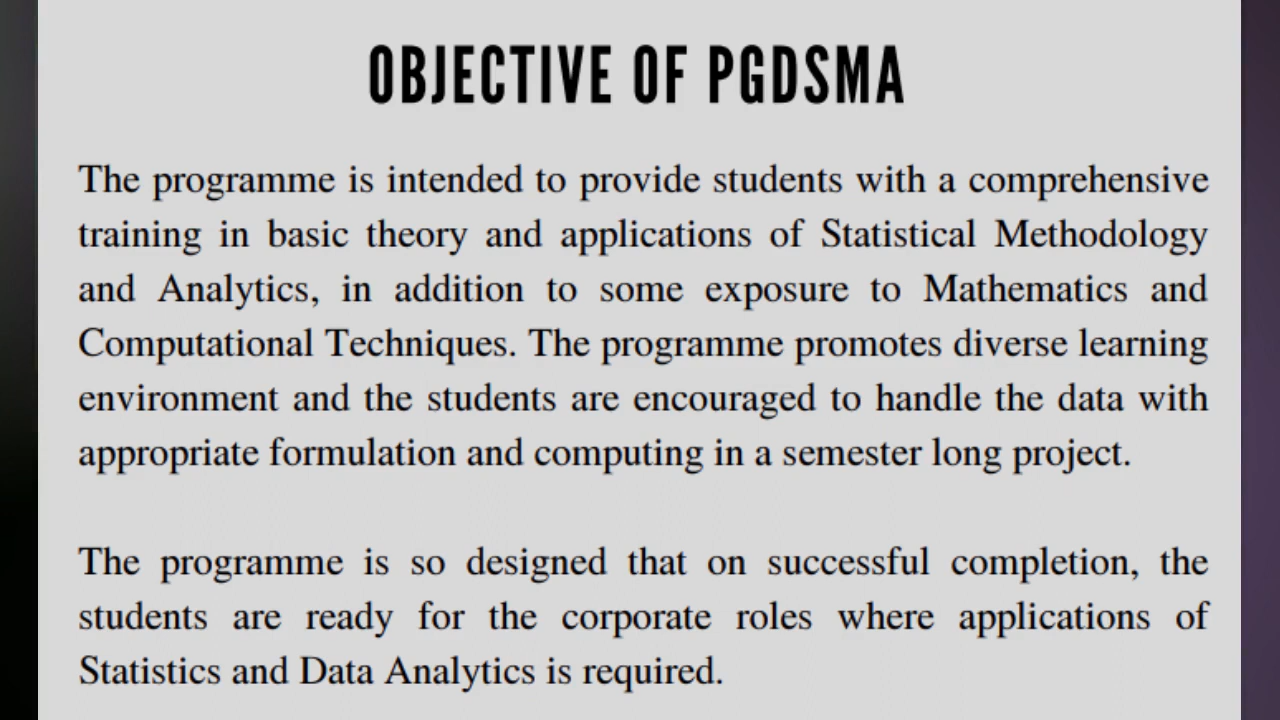 OBJECTIVE OF PGDSMA
The programme is intended to provide students with a comprehensive
training in basic theory and applications of Statistical Methodology
and Analytics, in addition to some exposure to Mathematics and
Computational Techniques. The programme promotes diverse learning
environment and the students are encouraged to handle the data with
appropriate formulation and computing in a semester long project.
The programme is so designed that on successful completion, the
students are ready for the corporate roles where applications of
Statistics and Data Analytics is required.